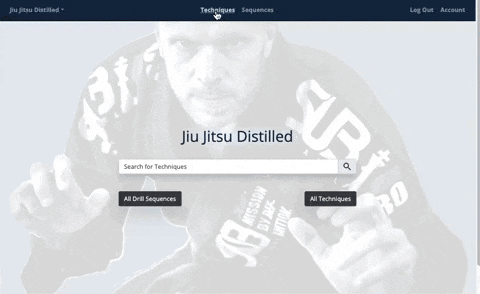 Jiu Jitsu Distilled
Techniques
Sequences
Log Out
Account
Jiu Jitsu Distilled
Search for Techniques
All Drill Sequences
All Techniques
MISSION